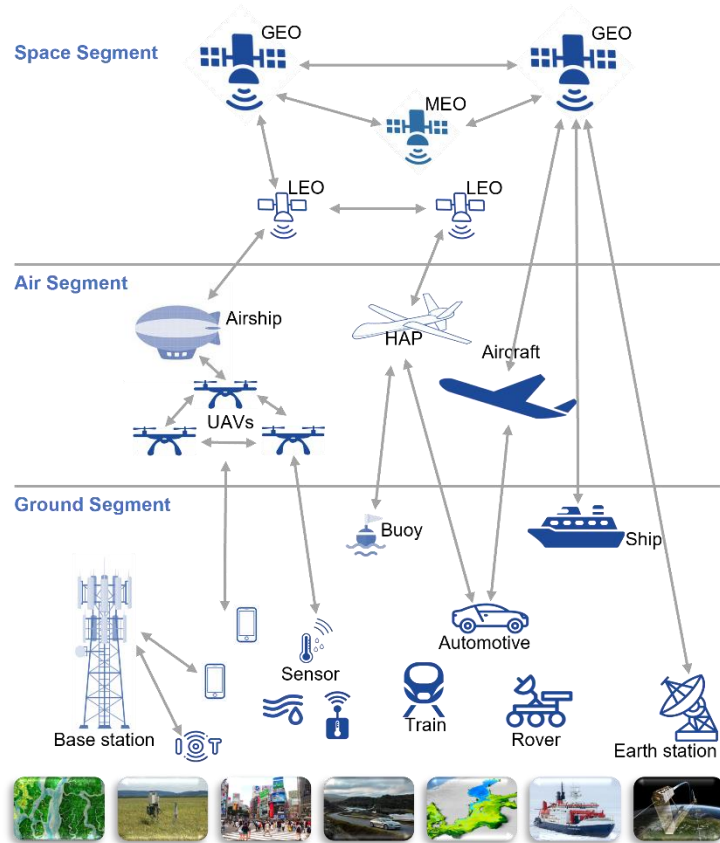 GEO
GEO
Space Segment
MEO
LEO
LEO
Air Segment
Airship
HAP
Aircraft
UAVs
Ground Segment
Buoy
Ship
Automotive
Sensor
Train
Rover
Base station
IOT
Earth station